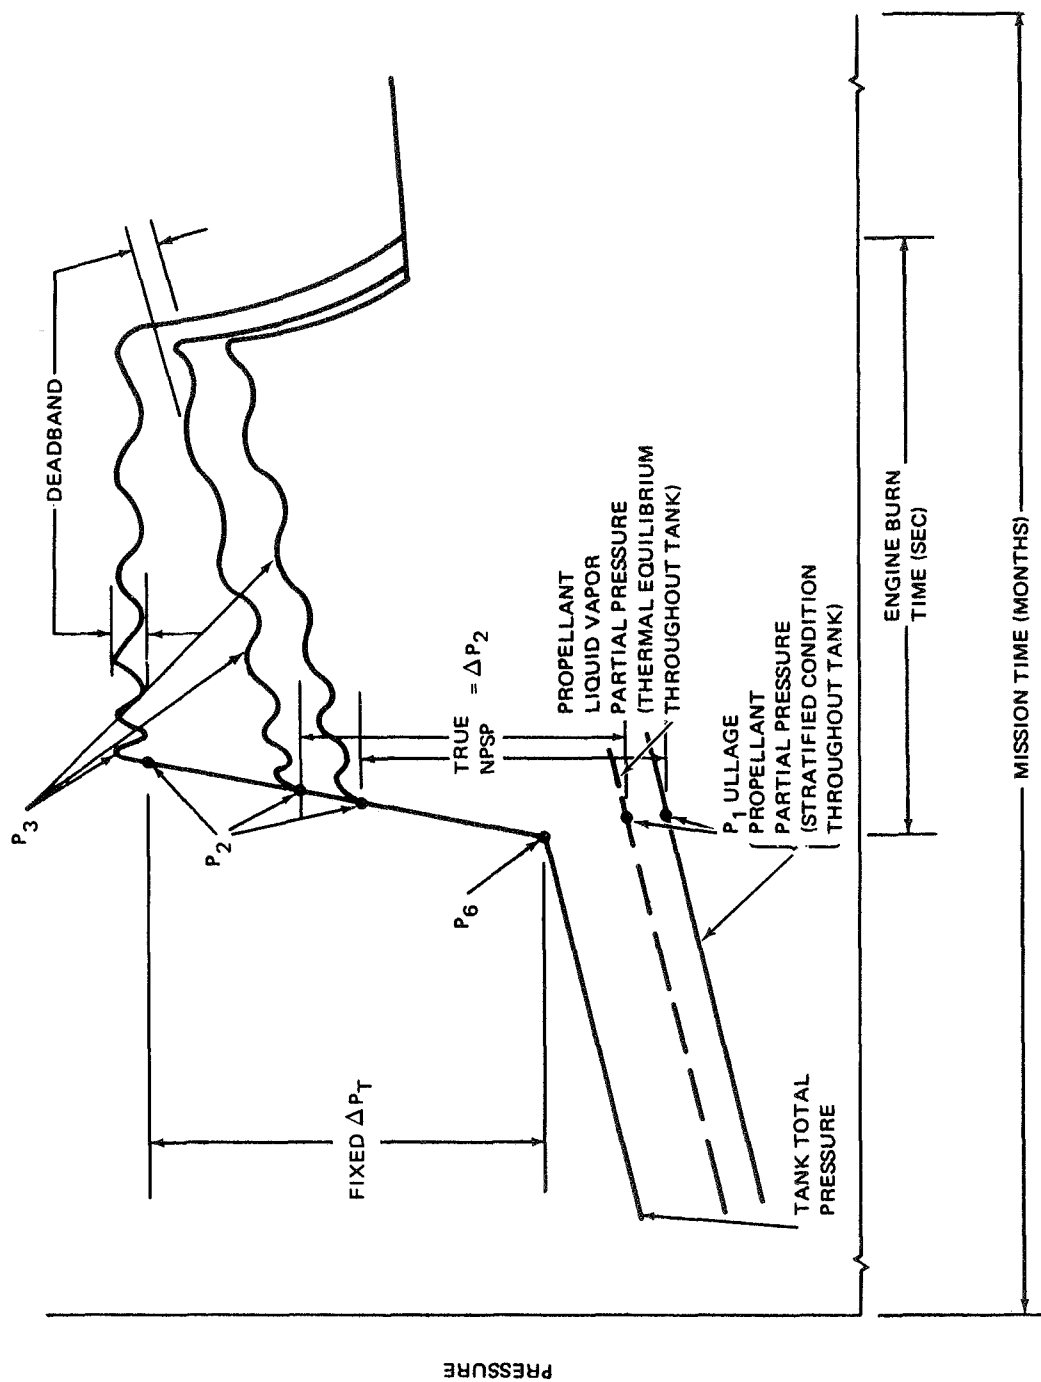 PRESSURE
P3
DEADBAND
P2
P6
FIXED ΔPT
TRUE
NPSP
= ΔP2
PROPELLANT
LIQUID VAPOR
PARTIAL PRESSURE
(THERMAL EQUILIBRIUM
THROUGHOUT TANK)
P1 ULLAGE
PROPELLANT
PARTIAL PRESSURE
(STRATIFIED CONDITION
THROUGHOUT TANK)
TANK TOTAL
PRESSURE
ENGINE BURN
TIME (SEC)
MISSION TIME (MONTHS)